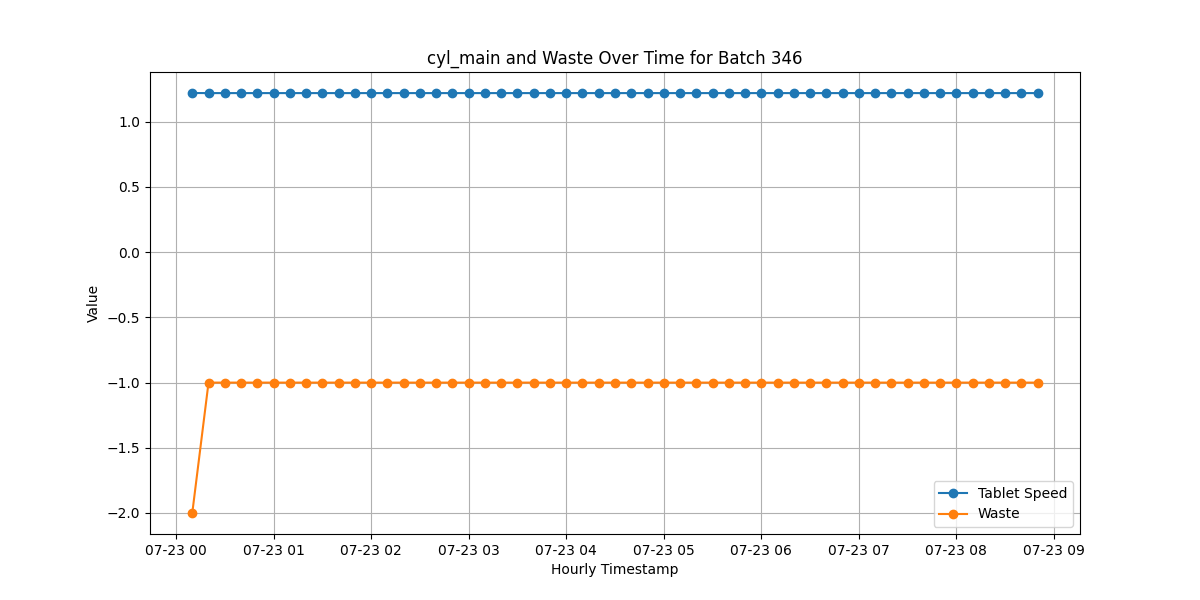 cyl_main and Waste Over Time for Batch 346
Value
1.0
0.5
0.0
−0.5
−1.0
−1.5
−2.0
Tablet Speed
Waste
07-23 00 07-23 01 07-23 02 07-23 03 07-23 04 07-23 05 07-23 06 07-23 07 07-23 08 07-23 09
Hourly Timestamp